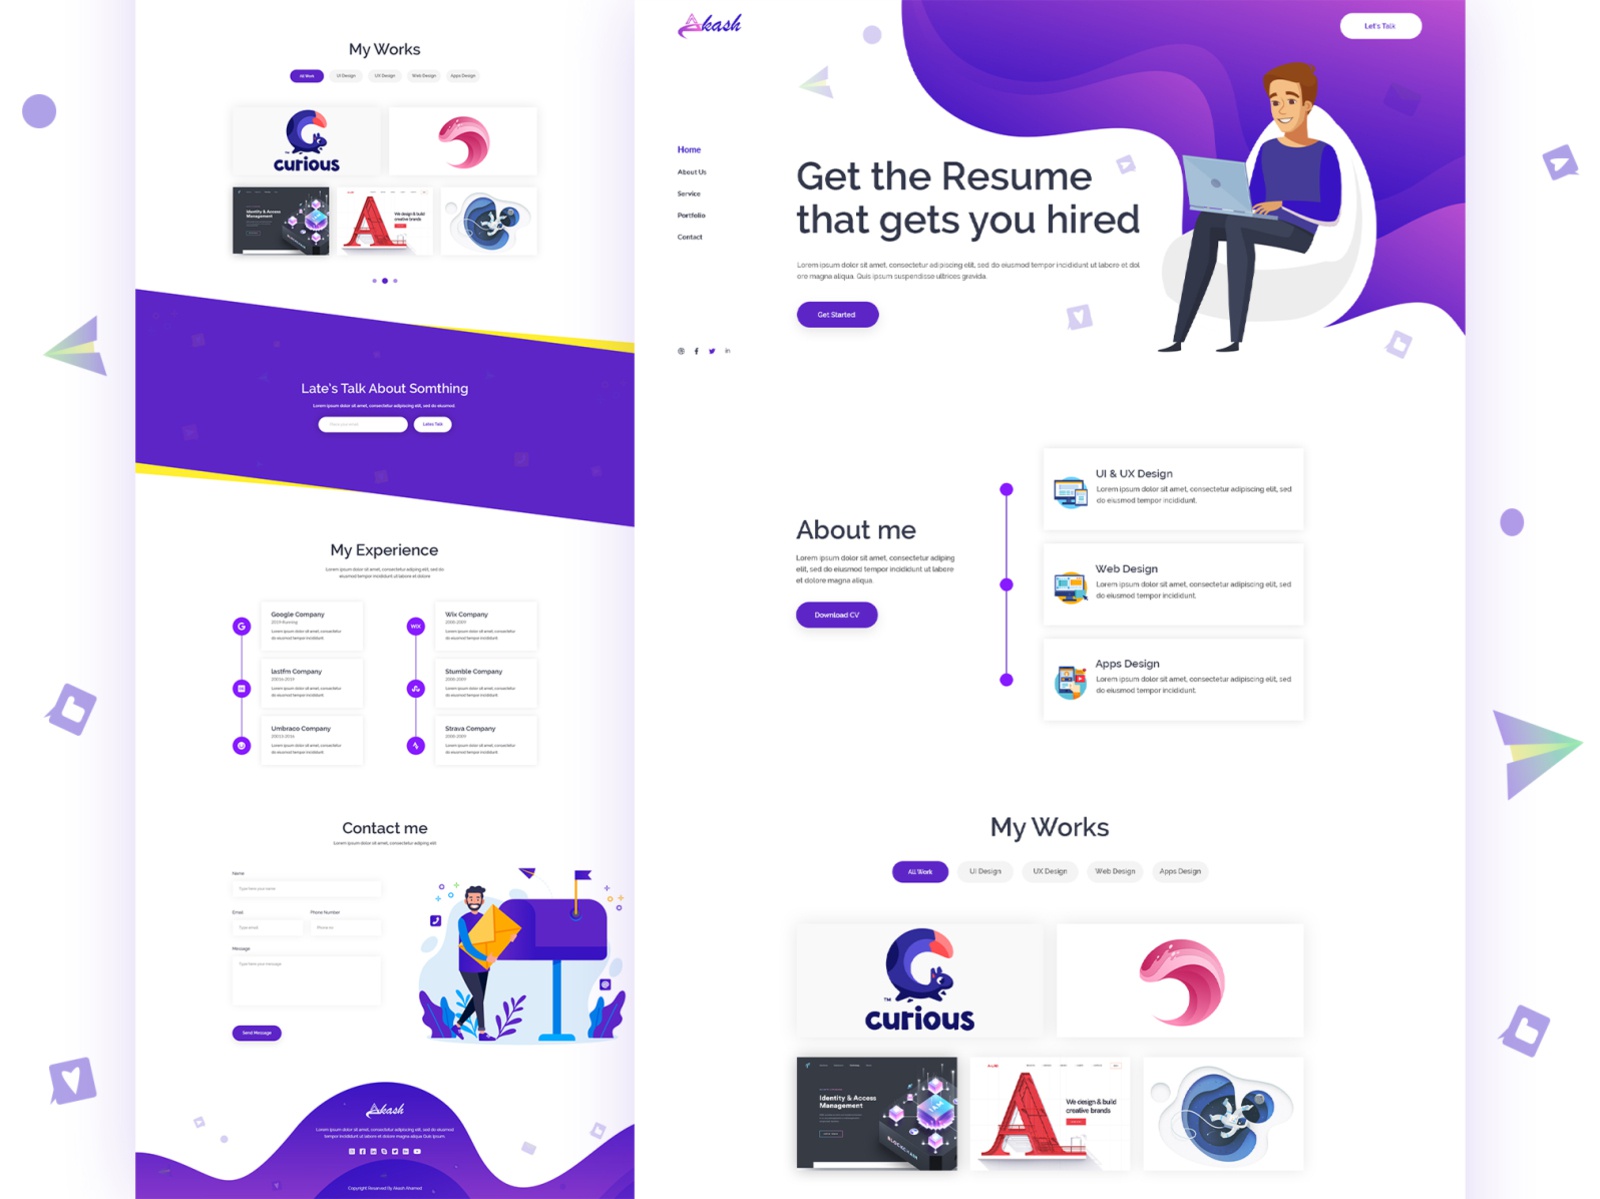 My Works
All Work
UI Design
UX Design
Web Design
Apps Design
curious
Identity & Access
Management
We design & build
creative brands
Late's Talk About Somthing
Lorem ipsum dolor sit amet, consectetur adipiscing elit, sed do eiusmod.
Lates Talk
My Experience
Lorem ipsum dolor sit amet, consectetur adipiscing elit, sed do
eiusmod tempor incididunt ut labore et dolore
Google Company
Lorem ipsum dolor sit amet, consectetur
do eiusmod tempor incididunt
WIX
Wix Company
Lorem ipsum dolor sit amet, consectetur
do eiusmod tempor incididunt
lastfm Company
Lorem ipsum dolor sit amet, consectetur
do eiusmod tempor incididunt
Stumble Company
Lorem ipsum dolor sit amet, consectetur
do eiusmod tempor incididunt
Umbraco Company
Lorem ipsum dolor sit amet, consectetur
do eiusmod tempor incididunt
Strava Company
Lorem ipsum dolor sit amet, consectetur
do eiusmod tempor incididunt
Contact me
Lorem ipsum dolor sit amet, consectetur adipiing elit
Name
Type here your name
Email
Phone Number
Type email
Phone no
Message
Type here your message
Send Message
Akash
Lorem ipsum dolor sit amet, consectetur adipiscing elit, sed do eiusmod
tempor incididunt ut labore et dolore magna aliqua Quis ipsum
Copyright Reserved By Akash Ahamed
Akash
Let's Talk
Home
About Us
Service
Portfolio
Contact
Get the Resume
that gets you hired
Lorem ipsum dolor sit amet, consectetur adipiscing elit, sed do eiusmod tempor incididunt ut labore et dol
ore magna aliqua. Quis ipsum suspendisse ultrices gravida.
Get Started
About me
Lorem ipsum dolor sit amet, consectetur adiping
elit, sed do eiusmod tempor incididunt ut labore
et dolore magna aliqua.
Download CV
UI & UX Design
Lorem ipsum dolor sit amet, consectetur adipiscing elit, sed
do eiusmod tempor incididunt.
Web Design
Lorem ipsum dolor sit amet, consectetur adipiscing elit, sed
do eiusmod tempor incididunt.
Apps Design
Lorem ipsum dolor sit amet, consectetur adipiscing elit, sed
do eiusmod tempor incididunt.
My Works
All Work
UI Design
UX Design
Web Design
Apps Design
™
curious
Identity & Access
Management
IAM
BLOCKCHAIN
We design & build
creative brands